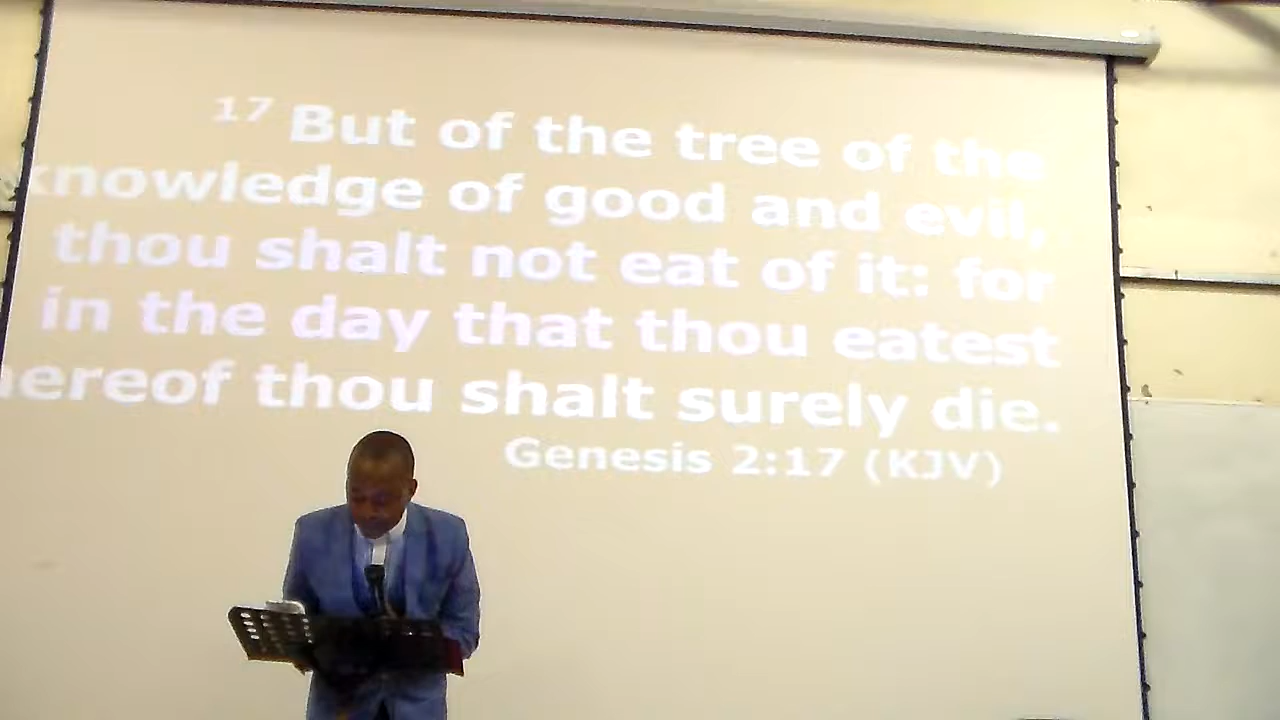 17 But of the tree of the
knowledge of good and evil,
thou shalt not eat of it: for
in the day that thou eatest
hereof thou shalt surely die.
Genesis 2:17 (KJV)